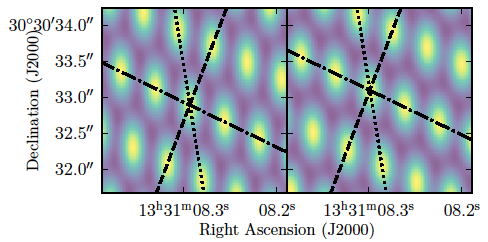 Declination (J2000)
30°30′34.0″
33.5″
33.0″
32.5″
32.0″
13ʰ31ᵐ08.3ˢ 08.2ˢ 13ʰ31ᵐ08.3ˢ 08.2ˢ
Right Ascension (J2000)